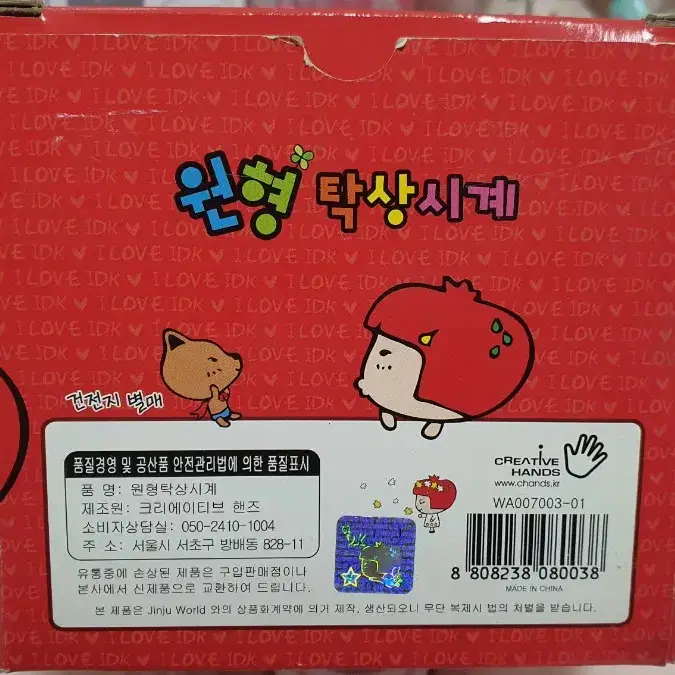 I LOVE IDK
원형 탁상시계
건전지 별매
품질경영 및 공산품 안전관리법에 의한 품질표시
품 명 : 원형탁상시계
제조원 : 크리에이티브 핸즈
소비자상담실 : 050-2410-1004
주 소 : 서울시 서초구 방배동 828-11
유통중에 손상된 제품은 구입판매점이나
본사에서 신제품으로 교환하여 드립니다.
본 제품은 Jinju World 와의 상품화계약에 의거 제작, 생산되오니 무단 복제시 법의 처벌을 받습니다.
CREATIVE
HANDS
www.chands.kr
WA007003-01
8 808238 080038
MADE IN CHINA